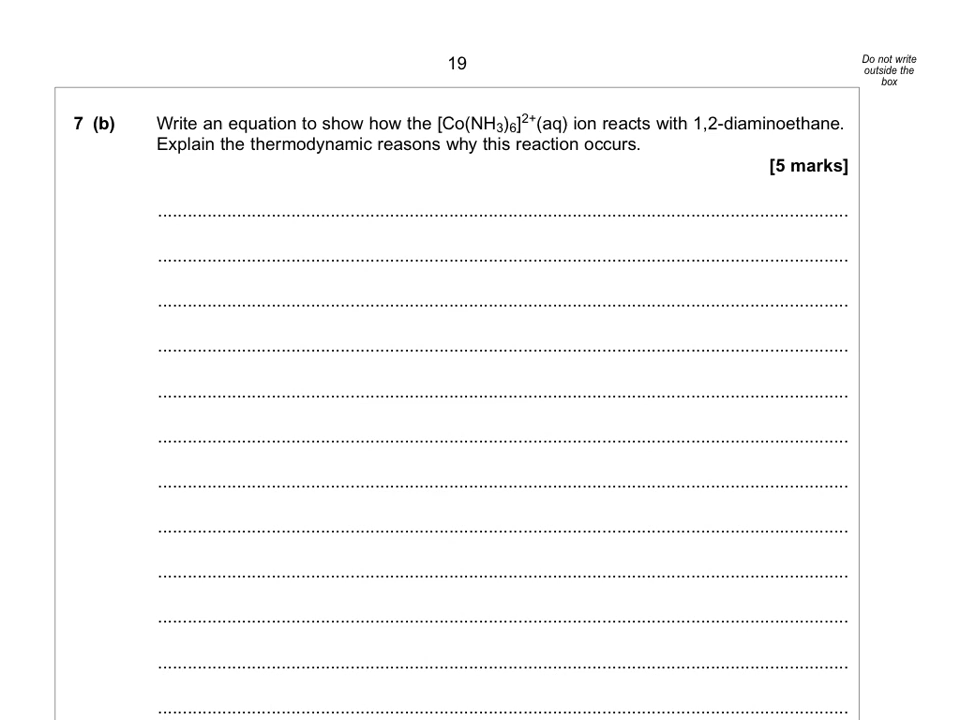 19
Do not write
outside the
box
7 (b) Write an equation to show how the [Co(NH₃)₆]²⁺(aq) ion reacts with 1,2-diaminoethane.
Explain the thermodynamic reasons why this reaction occurs.
[5 marks]